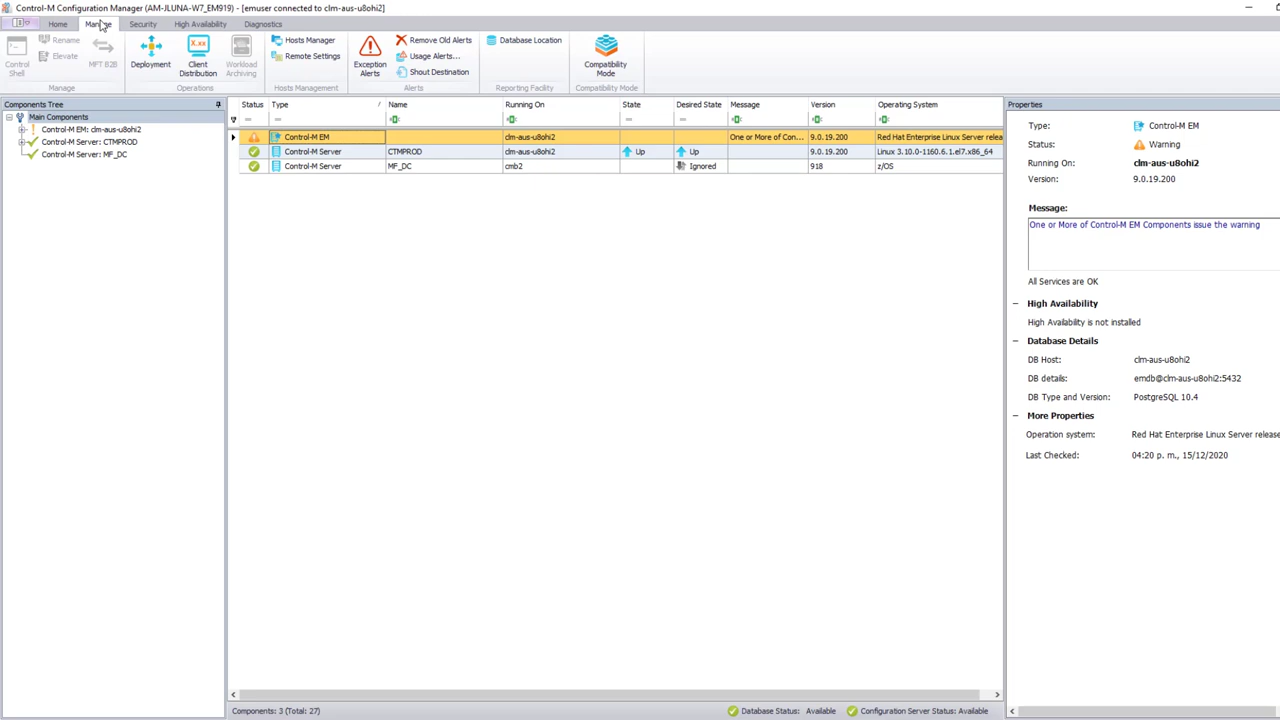 Control-M Configuration Manager (AM-JLUNA-W7_EM919) - [emuser connected to clm-aus-u8ohi2]
Home Manage Security High Availability Diagnostics
Control Shell
Rename
Elevate
MFT B2B
Manage
Deployment
Client Distribution
Workload Archiving
Operations
Hosts Manager
Remote Settings
Hosts Management
Exception Alerts
Remove Old Alerts
Usage Alerts...
Shout Destination
Alerts
Database Location
Reporting Facility
Compatibility Mode
Compatibility Mode
Components Tree
Main Components
Control-M EM: clm-aus-u8ohi2
Control-M Server: CTMPROD
Control-M Server: MF_DC
Status Type Name Running On State Desired State Message Version Operating System
Control-M EM clm-aus-u8ohi2 One or More of Con... 9.0.19.200 Red Hat Enterprise Linux Server relea
Control-M Server CTMPROD clm-aus-u8ohi2 Up Up 9.0.19.200 Linux 3.10.0-1160.6.1.el7.x86_64
Control-M Server MF_DC cmb2 Ignored 918 z/OS
Properties
Type: Control-M EM
Status: Warning
Running On: clm-aus-u8ohi2
Version: 9.0.19.200
Message:
One or More of Control-M EM Components issue the warning
All Services are OK
High Availability
High Availability is not installed
Database Details
DB Host: clm-aus-u8ohi2
DB details: emdb@clm-aus-u8ohi2:5432
DB Type and Version: PostgreSQL 10.4
More Properties
Operation system: Red Hat Enterprise Linux Server release
Last Checked: 04:20 p. m., 15/12/2020
Components: 3 (Total: 27)
Database Status: Available
Configuration Server Status: Available